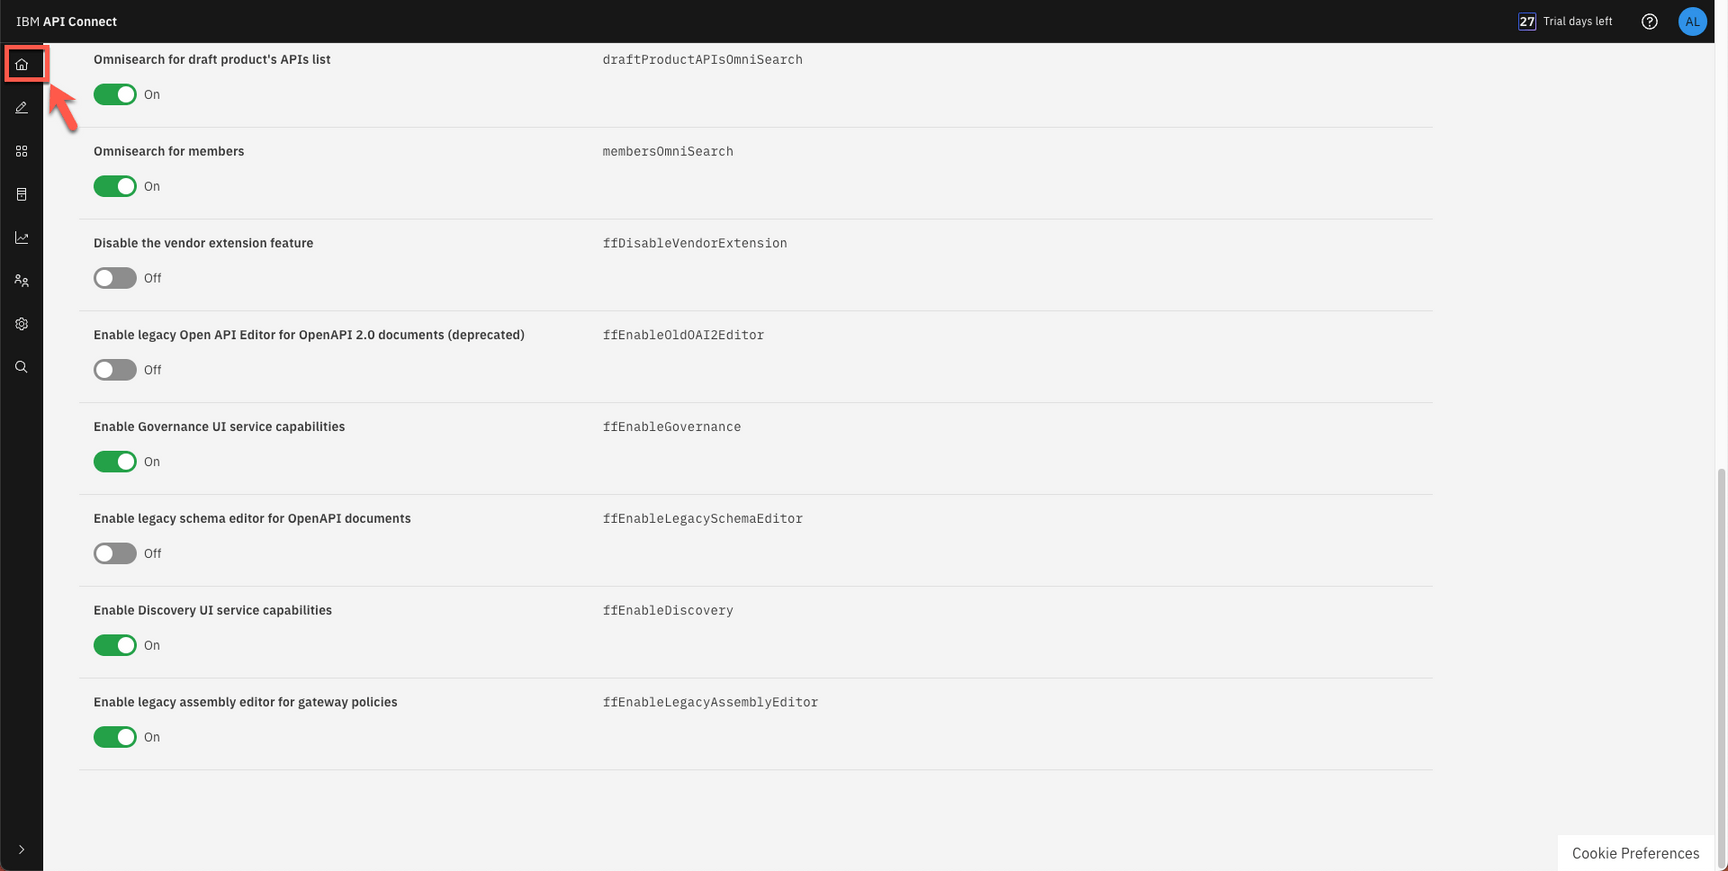 IBM API Connect
27 Trial days left
AL
Omnisearch for draft product's APIs list draftProductAPIsOmniSearch
On
Omnisearch for members membersOmniSearch
On
Disable the vendor extension feature ffDisableVendorExtension
Off
Enable legacy Open API Editor for OpenAPI 2.0 documents (deprecated) ffEnableOldOAI2Editor
Off
Enable Governance UI service capabilities ffEnableGovernance
On
Enable legacy schema editor for OpenAPI documents ffEnableLegacySchemaEditor
Off
Enable Discovery UI service capabilities ffEnableDiscovery
On
Enable legacy assembly editor for gateway policies ffEnableLegacyAssemblyEditor
On
Cookie Preferences